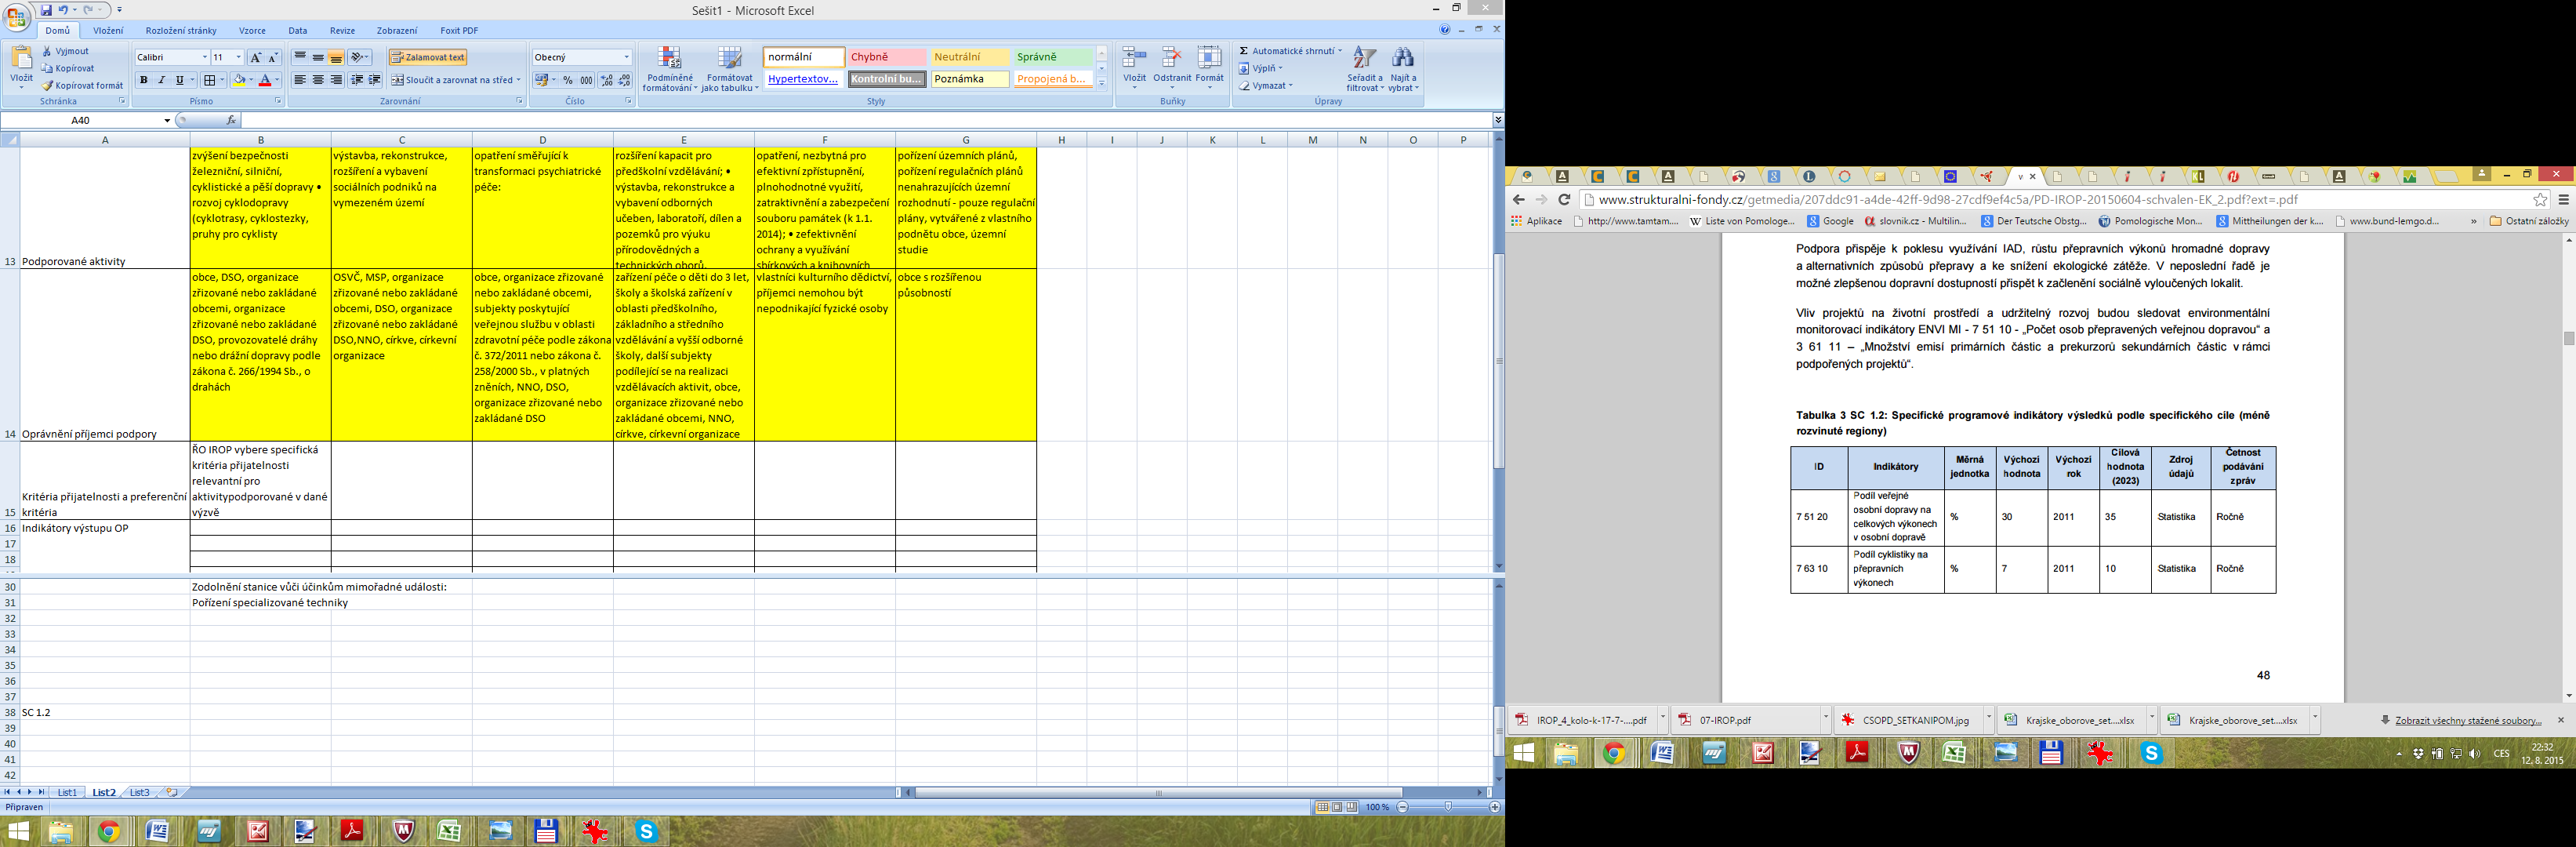 Sešit1 - Microsoft Excel
Domů Vložení Rozložení stránky Vzorce Data Revize Zobrazení Foxit PDF
Vložit
Vyjmout
Kopírovat
Kopírovat formát
Schránka
Calibri 11
B I U
Písmo
Zalamovat text
Sloučit a zarovnat na střed
Zarovnání
Obecný
% 000
Číslo
Podmíněné formátování
Formátovat jako tabulku
normální Chybně Neutrální Správně
Hypertextov... Kontrolní bu... Poznámka Propojená b...
Styly
Vložit Odstranit Formát
Buňky
Automatické shrnutí
Výplň
Vymazat
Seřadit a filtrovat
Najít a vybrat
Úpravy
A40 fx
A B C D E F G H I J K L M N O P
13 Podporované aktivity
zvýšení bezpečnosti
železniční, silniční,
cyklistické a pěší dopravy •
rozvoj cyklodopravy
(cyklotrasy, cyklostezky,
pruhy pro cyklisty
výstavba, rekonstrukce,
rozšíření a vybavení
sociálních podniků na
vymezeném území
opatření směřující k
transformaci psychiatrické
péče:
rozšíření kapacit pro
předškolní vzdělávání; •
výstavba, rekonstrukce a
vybavení odborných
učeben, laboratoří, dílen a
pozemků pro výuku
přírodovědných a
technických oborů,
opatření, nezbytná pro
efektivní zpřístupnění,
plnohodnotné využití,
zatraktivnění a zabezpečení
souboru památek (k 1.1.
2014); • zefektivnění
ochrany a využívání
sbírkových a knihovních
pořízení územních plánů,
pořízení regulačních plánů
nenahrazujících územní
rozhodnutí - pouze regulační
plány, vytvářené z vlastního
podnětu obce, územní
studie
14 Oprávnění příjemci podpory
obce, DSO, organizace
zřizované nebo zakládané
obcemi, organizace
zřizované nebo zakládané
DSO, provozovatelé dráhy
nebo drážní dopravy podle
zákona č. 266/1994 Sb., o
drahách
OSVČ, MSP, organizace
zřizované nebo zakládané
obcemi, DSO, organizace
zřizované nebo zakládané
DSO,NNO, církve, církevní
organizace
obce, organizace zřizované
nebo zakládané obcemi,
subjekty poskytující
veřejnou službu v oblasti
zdravotní péče podle zákona
č. 372/2011 nebo zákona č.
258/2000 Sb., v platných
zněních, NNO, DSO,
organizace zřizované nebo
zakládané DSO
zařízení péče o děti do 3 let,
školy a školská zařízení v
oblasti předškolního,
základního a středního
vzdělávání a vyšší odborné
školy, další subjekty
podílející se na realizaci
vzdělávacích aktivit, obce,
organizace zřizované nebo
zakládané obcemi, NNO,
církve, církevní organizace
vlastníci kulturního dědictví,
příjemci nemohou být
nepodnikající fyzické osoby
obce s rozšířenou
působností
Kritéria přijatelnosti a preferenční
15 kritéria
ŘO IROP vybere specifická
kritéria přijatelnosti
relevantní pro
aktivitypodporované v dané
výzvě
16 Indikátory výstupu OP
17
18
30 Zodolnění stanice vůči účinkům mimořádné události:
31 Pořízení specializované techniky
32
33
34
35
36
37
38 SC 1.2
39
40
41
42
List1 List2 List3
Připraven 100 %
www.strukturalni-fondy.cz/getmedia/207ddc91-a4de-42ff-9d98-27cdf9ef4c5a/PD-IROP-20150604-schvalen-EK_2.pdf?ext=.pdf
Aplikace http://www.tamtam.... Liste von Pomologe... Google slovnik.cz - Multilin... Der Teutsche Obstg... Pomologische Mon... Mittheilungen der k.... www.bund-lemgo.d... » Ostatní záložky
Podpora přispěje k poklesu využívání IAD, růstu přepravních výkonů hromadné dopravy
a alternativních způsobů přepravy a ke snížení ekologické zátěže. V neposlední řadě je
možné zlepšenou dopravní dostupností přispět k začlenění sociálně vyloučených lokalit.
Vliv projektů na životní prostředí a udržitelný rozvoj budou sledovat environmentální
monitorovací indikátory ENVI MI - 7 51 10 - „Počet osob přepravených veřejnou dopravou“ a
3 61 11 – „Množství emisí primárních částic a prekurzorů sekundárních částic v rámci
podpořených projektů“.
Tabulka 3 SC 1.2: Specifické programové indikátory výsledků podle specifického cíle (méně
rozvinuté regiony)
ID Indikátory Měrná jednotka Výchozí hodnota Výchozí rok Cílová hodnota (2023) Zdroj údajů Četnost podávání zpráv
7 51 20 Podíl veřejné osobní dopravy na celkových výkonech v osobní dopravě % 30 2011 35 Statistika Ročně
7 63 10 Podíl cyklistiky na přepravních výkonech % 7 2011 10 Statistika Ročně
48
IROP_4_kolo-k-17-7-....pdf 07-IROP.pdf CSOPD_SETKANIPOM.jpg Krajske_oborove_set....xlsx Krajske_oborove_set....xlsx Zobrazit všechny stažené soubory...
CES 22:32
12. 8. 2015